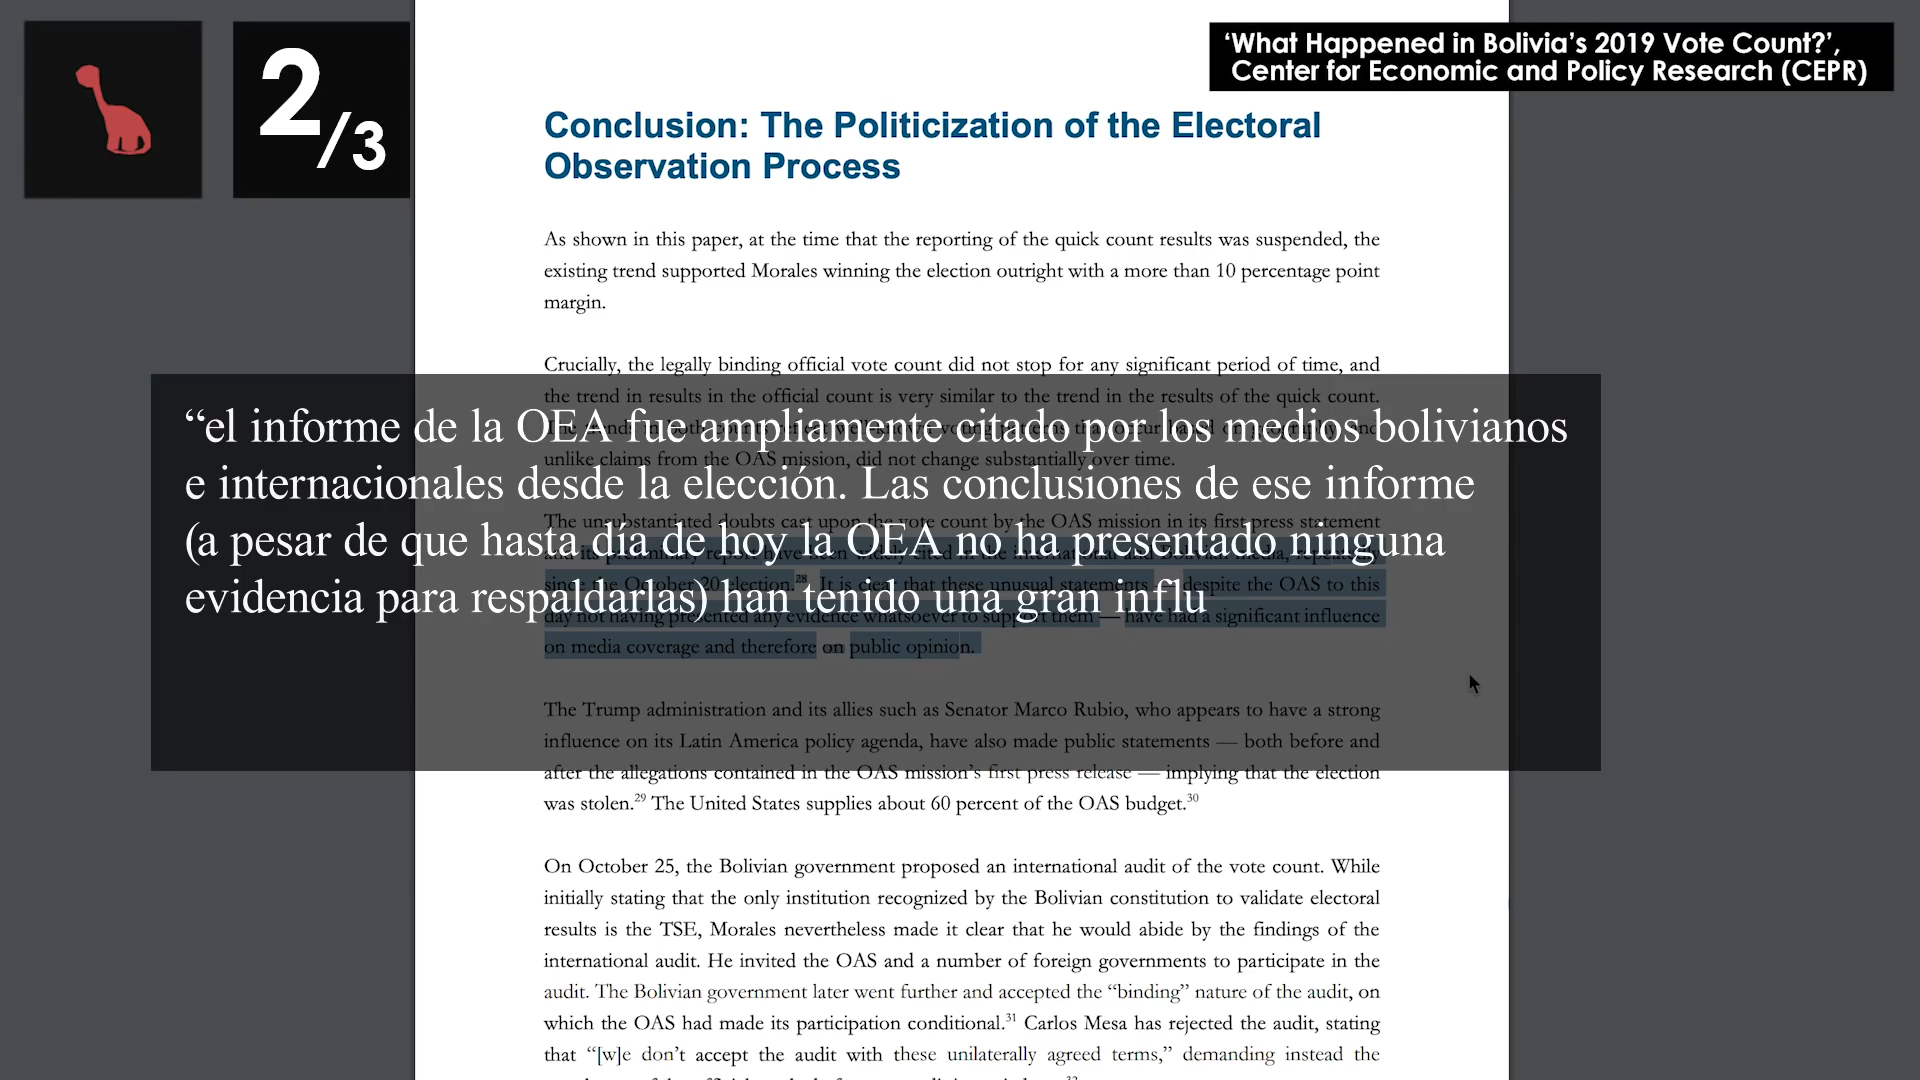 2/3
‘What Happened in Bolivia’s 2019 Vote Count?’,
Center for Economic and Policy Research (CEPR)
Conclusion: The Politicization of the Electoral
Observation Process
As shown in this paper, at the time that the reporting of the quick count results was suspended, the
existing trend supported Morales winning the election outright with a more than 10 percentage point
margin.
Crucially, the legally binding official vote count did not stop for any significant period of time, and
the trend in results in the official count is very similar to the trend in the results of the quick count.
unlike claims from the OAS mission, did not change substantially over time.
“el informe de la OEA fue ampliamente citado por los medios bolivianos
e internacionales desde la elección. Las conclusiones de ese informe
(a pesar de que hasta día de hoy la OEA no ha presentado ninguna
evidencia para respaldarlas) han tenido una gran influ
The unsubstantiated doubts cast upon the vote count by the OAS mission in its first press statement
and its preliminary report have been widely cited in the international and Bolivian media, repeatedly
since the October 20 election.28 It is clear that these unusual statements — despite the OAS to this
day not having presented any evidence whatsoever to support them — have had a significant influence
on media coverage and therefore on public opinion.
The Trump administration and its allies such as Senator Marco Rubio, who appears to have a strong
influence on its Latin America policy agenda, have also made public statements — both before and
after the allegations contained in the OAS mission’s first press release — implying that the election
was stolen.29 The United States supplies about 60 percent of the OAS budget.30
On October 25, the Bolivian government proposed an international audit of the vote count. While
initially stating that the only institution recognized by the Bolivian constitution to validate electoral
results is the TSE, Morales nevertheless made it clear that he would abide by the findings of the
international audit. He invited the OAS and a number of foreign governments to participate in the
audit. The Bolivian government later went further and accepted the “binding” nature of the audit, on
which the OAS had made its participation conditional.31 Carlos Mesa has rejected the audit, stating
that “[w]e don’t accept the audit with these unilaterally agreed terms,” demanding instead the